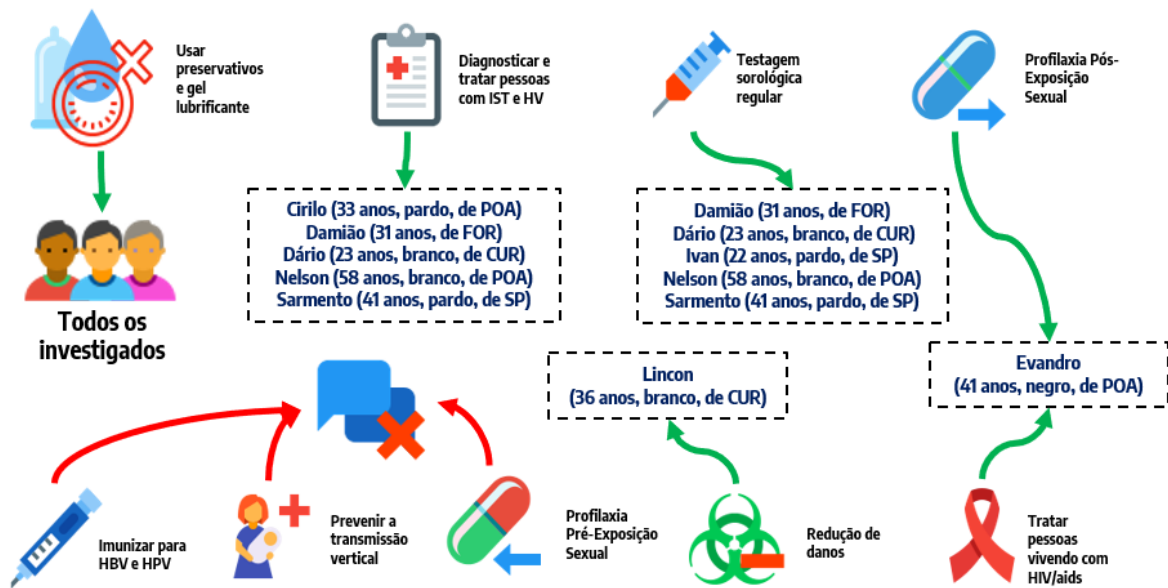 Usar
preservativos
e gel
lubrificante
Diagnosticar e
tratar pessoas
com IST e HV
Testagem
sorológica
regular
Profilaxia Pós-
Exposição
Sexual
Todos os
investigados
Cirilo (33 anos, pardo, de POA)
Damião (31 anos, de FOR)
Dário (23 anos, branco, de CUR)
Nelson (58 anos, branco, de POA)
Sarmento (41 anos, pardo, de SP)
Damião (31 anos, de FOR)
Dário (23 anos, branco, de CUR)
Ivan (22 anos, pardo, de SP)
Nelson (58 anos, branco, de POA)
Sarmento (41 anos, pardo, de SP)
Lincon
(36 anos, branco, de CUR)
Evandro
(41 anos, negro, de POA)
Imunizar para
HBV e HPV
Prevenir a
transmissão
vertical
Profilaxia
Pré-Exposição
Sexual
Redução de
danos
Tratar
pessoas
vivendo com
HIV/aids